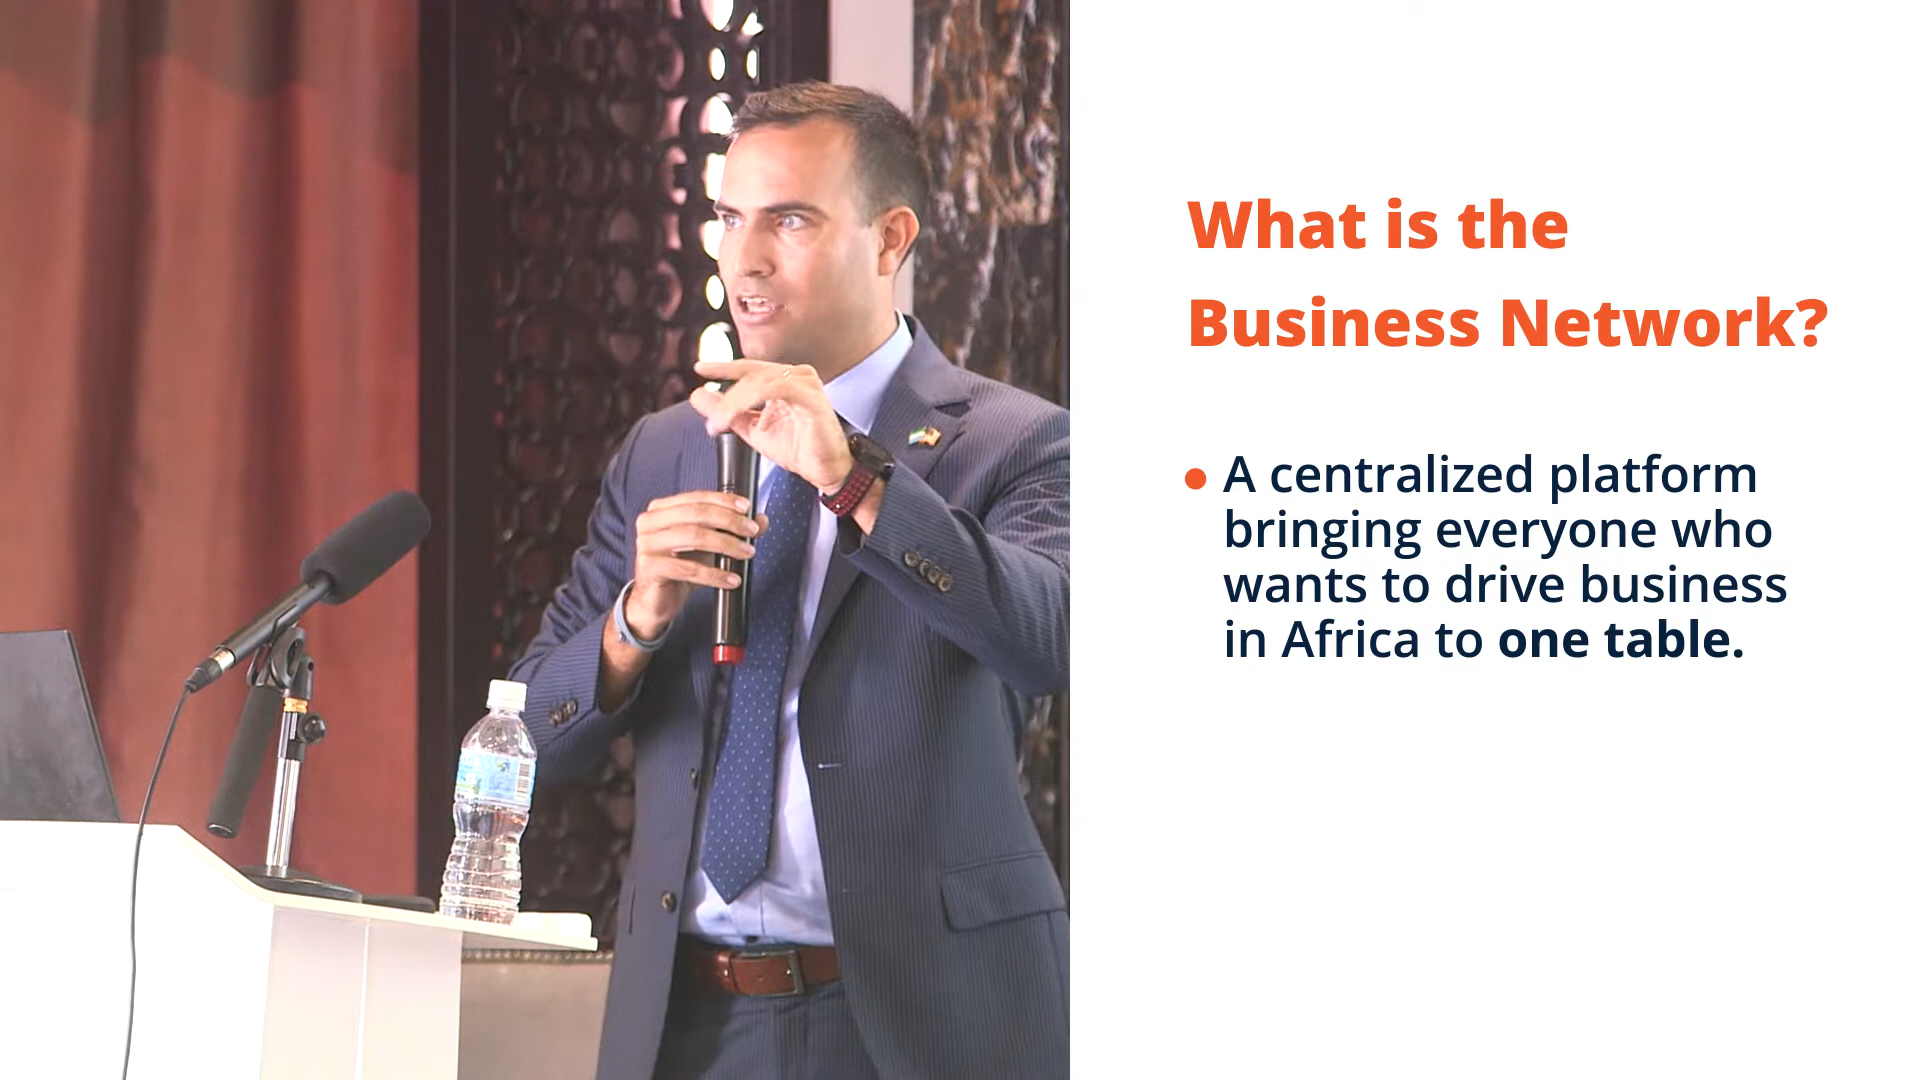 What is the
Business Network?
● A centralized platform
bringing everyone who
wants to drive business
in Africa to one table.